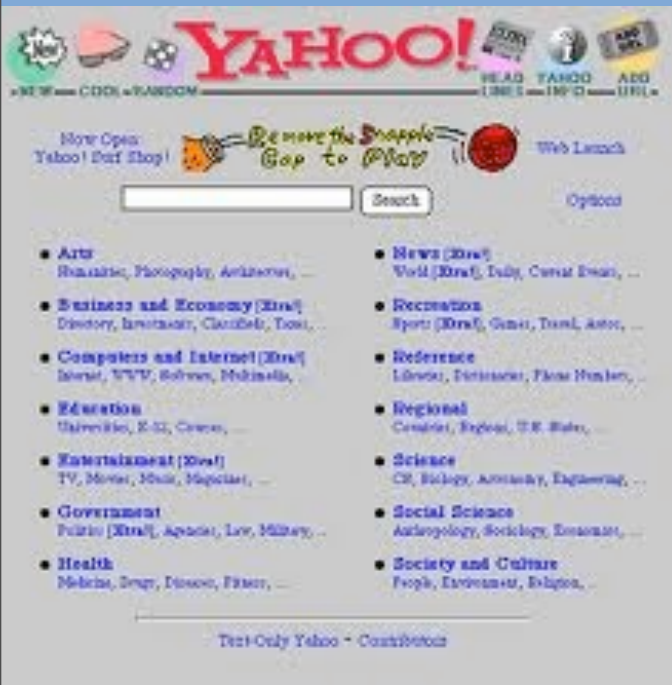 New
YAHOO!
ADD URL
NEW COOL RANDOM
HEAD LINES YAHOO INFO ADD URL
Now Open: Yahoo! Surf Shop!
Remove the Snapple Cap to Play
Web Launch
Search
Options
Arts
Humanities, Photography, Architecture, ...
Business and Economy [Xtra!]
Directory, Investments, Classifieds, Taxes, ...
Computers and Internet [Xtra!]
Internet, WWW, Software, Multimedia, ...
Education
Universities, K-12, Courses, ...
Entertainment [Xtra!]
TV, Movies, Music, Magazines, ...
Government
Politics [Xtra!], Agencies, Law, Military, ...
Health
Medicine, Drugs, Diseases, Fitness, ...
News [Xtra!]
World [Xtra!], Daily, Current Events, ...
Recreation
Sports [Xtra!], Games, Travel, Autos, ...
Reference
Libraries, Dictionaries, Phone Numbers, ...
Regional
Countries, Regions, U.S. States, ...
Science
CS, Biology, Astronomy, Engineering, ...
Social Science
Anthropology, Sociology, Economics, ...
Society and Culture
People, Environment, Religion, ...
Text-Only Yahoo - Contributors